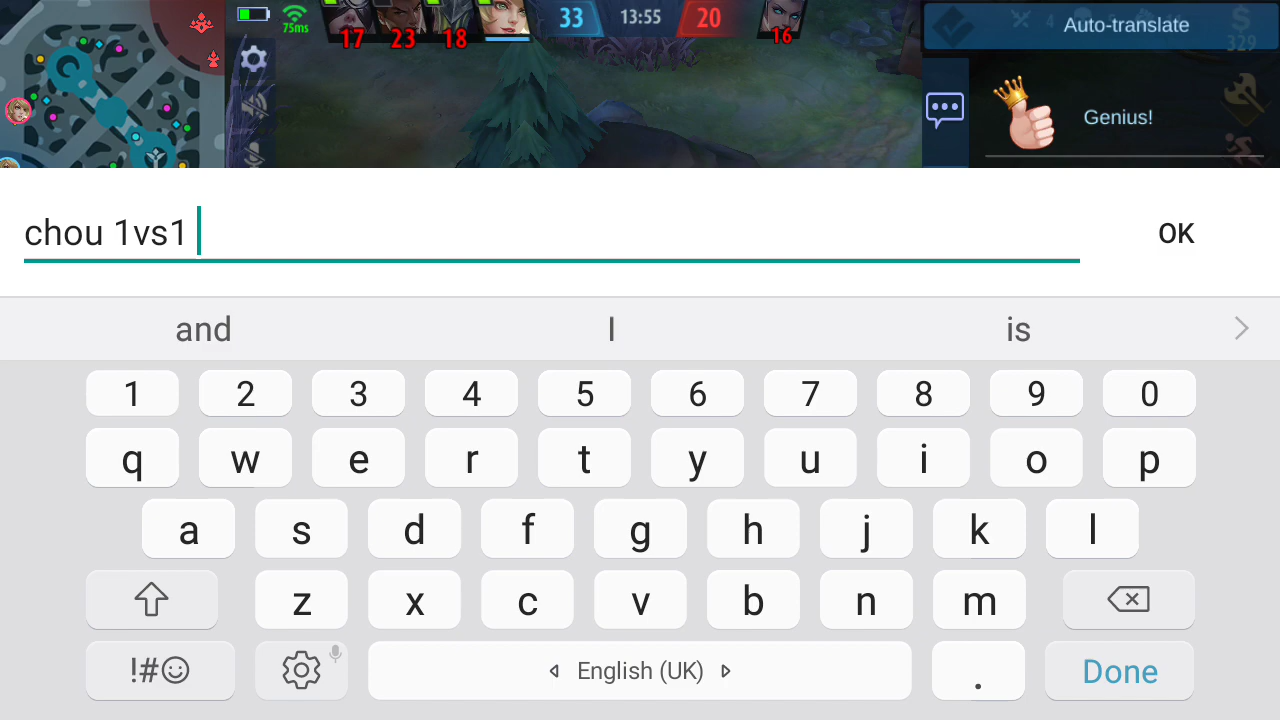 75ms
17
23
18
33
13:55
20
16
Auto-translate
4
329
Genius!
chou 1vs1
OK
and
I
is
1 2 3 4 5 6 7 8 9 0
q w e r t y u i o p
a s d f g h j k l
z x c v b n m
!#☺
English (UK)
.
Done